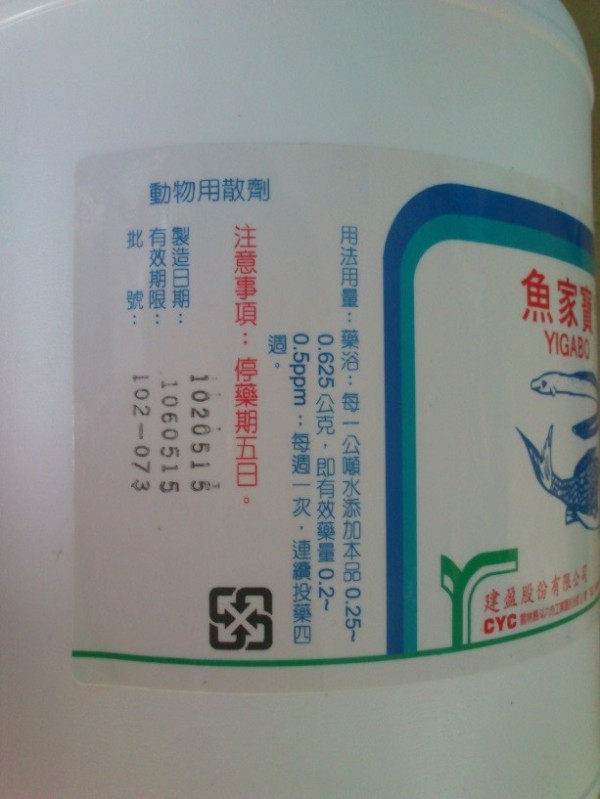 動物用散劑
用法用量：藥浴：每一公噸水添加本品 0.25~
0.625 公克，即有效藥量 0.2~
0.5ppm：每週一次，連續投藥四
週。
注意事項：停藥期五日。
製造日期： 1020515
有效期限： 1060515
批　號： 102-073
魚家寶
YIGABO
建盈股份有限公司
CYC